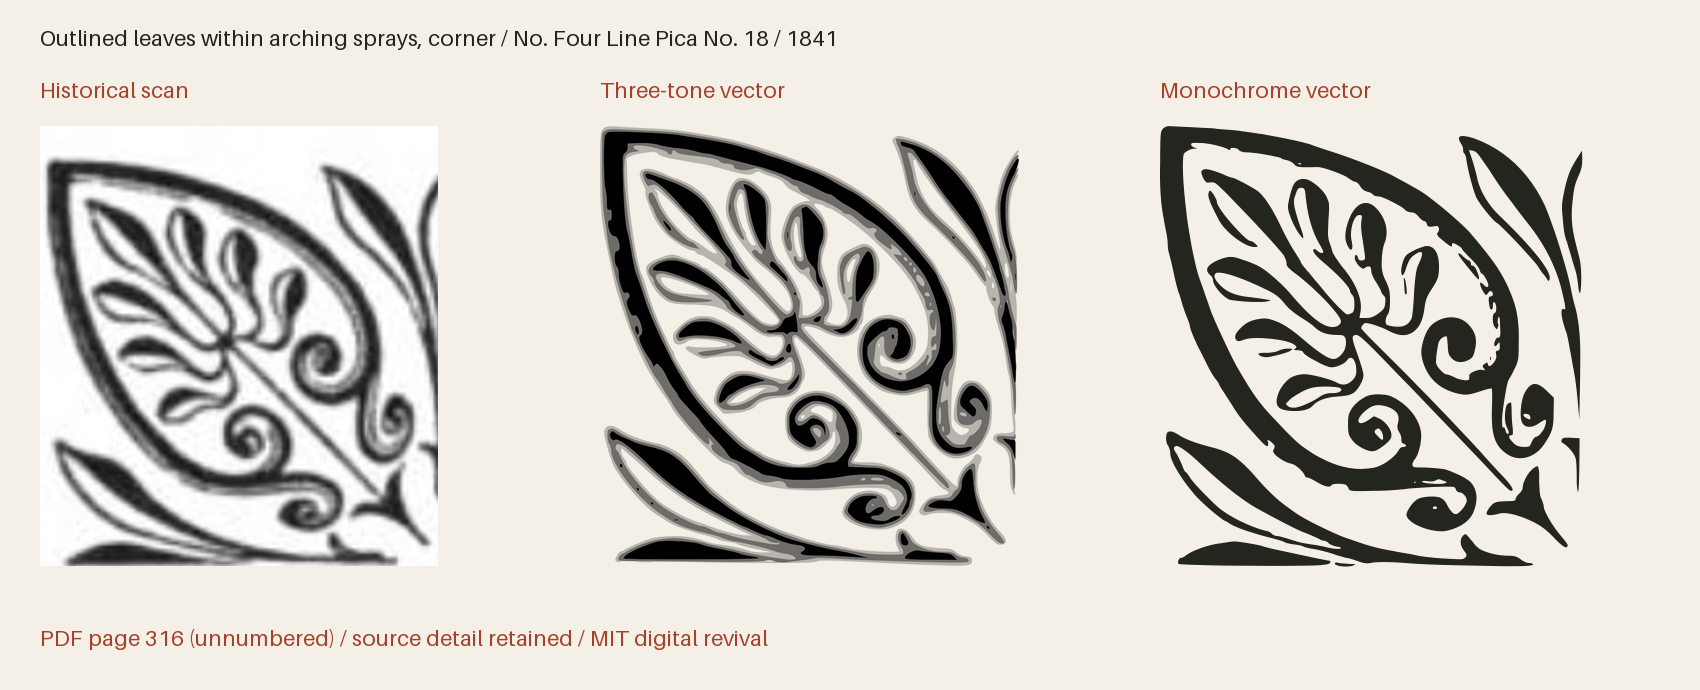 Outlined leaves within arching sprays, corner / No. Four Line Pica No. 18 / 1841
Historical scan
Three-tone vector
Monochrome vector
PDF page 316 (unnumbered) / source detail retained / MIT digital revival